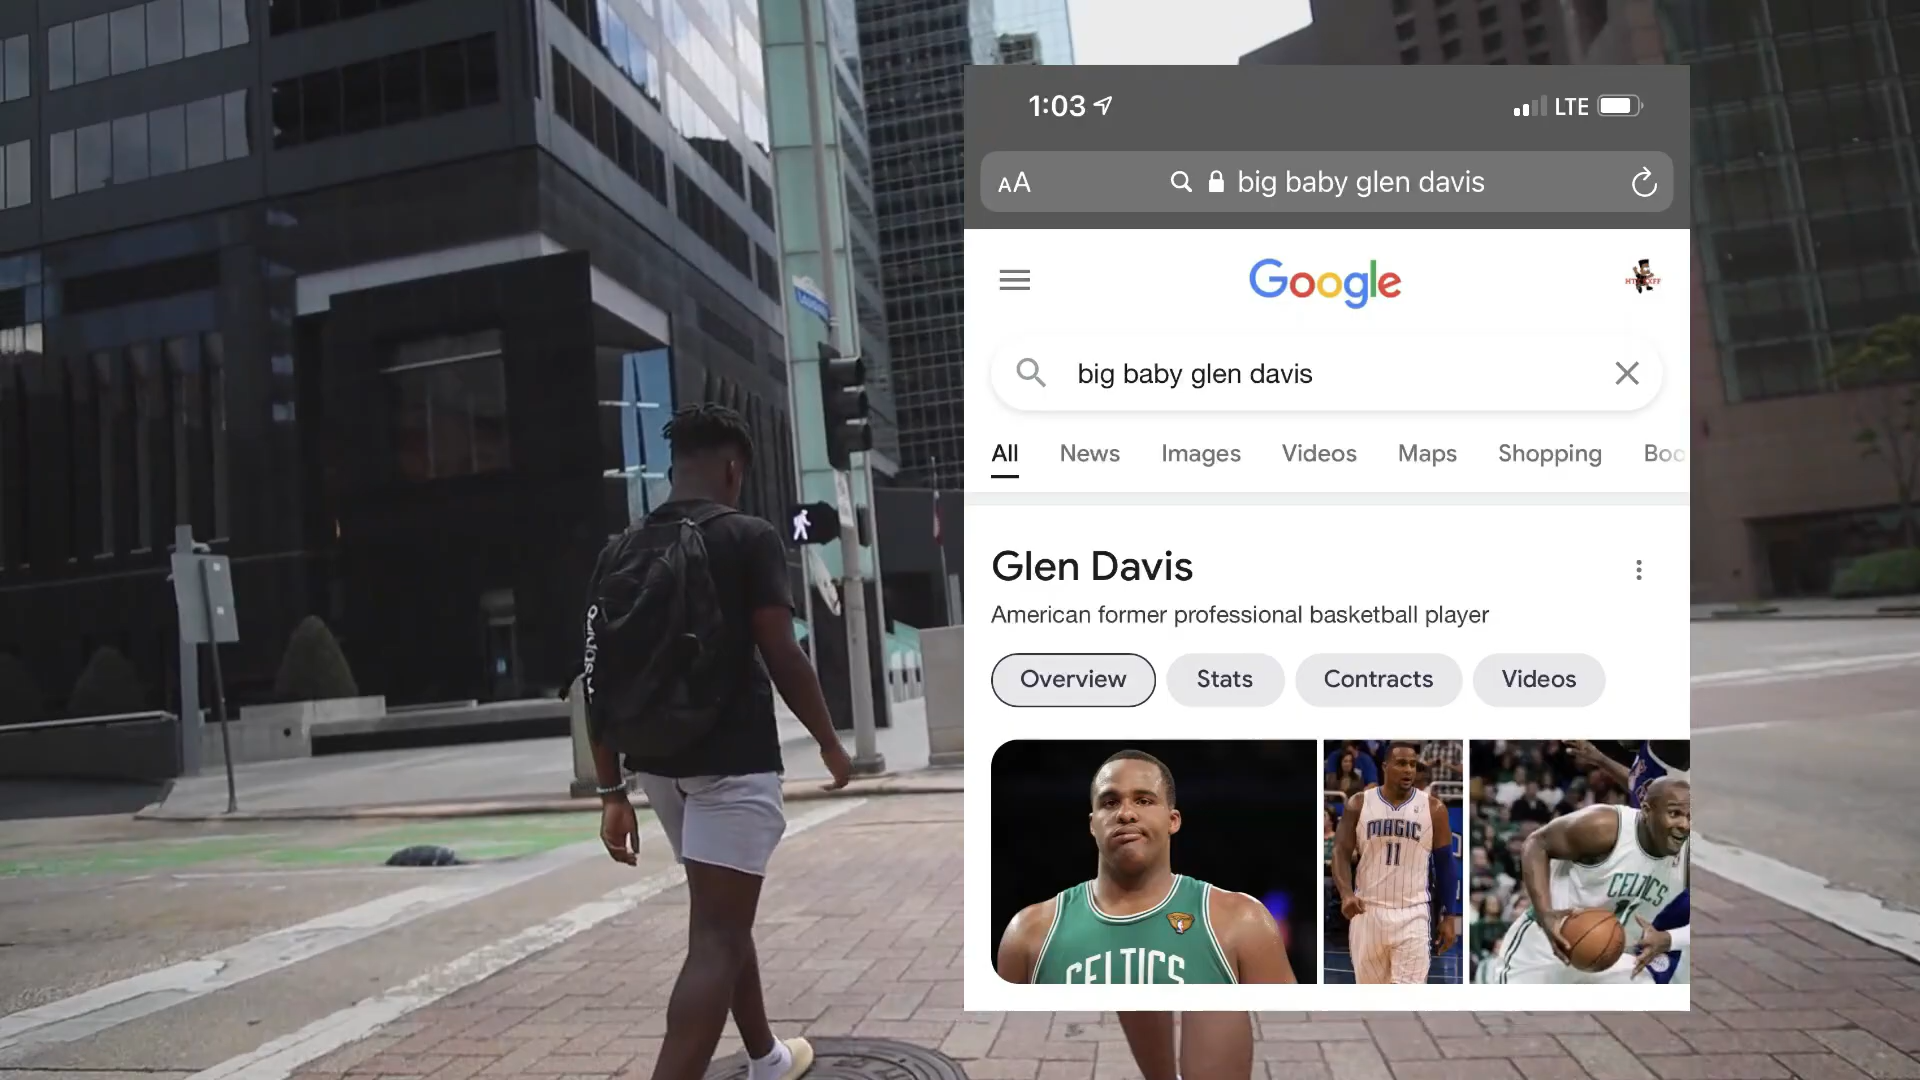 1:03
LTE
AA
big baby glen davis
Google
big baby glen davis
All News Images Videos Maps Shopping
Glen Davis
American former professional basketball player
Overview Stats Contracts Videos
CELTICS
MAGIC
11
CELTICS
adidas